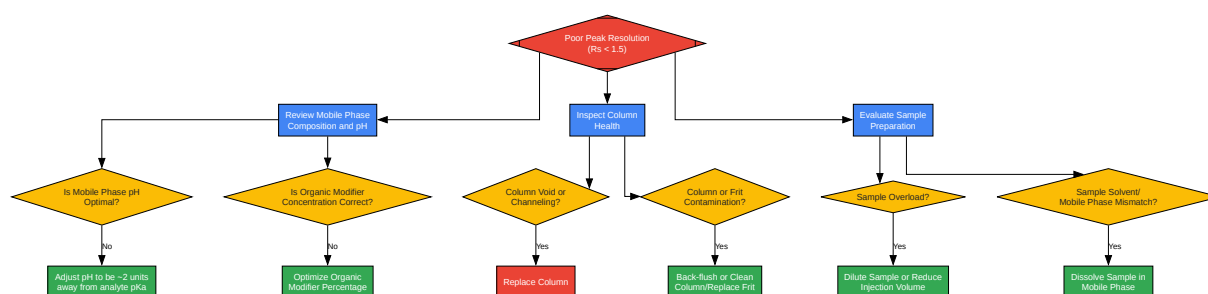 Poor Peak Resolution
(Rs < 1.5)
Review Mobile Phase
Composition and pH
Inspect Column
Health
Evaluate Sample
Preparation
Is Mobile Phase pH
Optimal?
Is Organic Modifier
Concentration Correct?
Column Void or
Channeling?
Column or Frit
Contamination?
Sample Overload?
Sample Solvent/
Mobile Phase Mismatch?
No
No
Yes
Yes
Yes
Yes
Adjust pH to be ~2 units
away from analyte pKa
Optimize Organic
Modifier Percentage
Replace Column
Back-flush or Clean
Column/Replace Frit
Dilute Sample or Reduce
Injection Volume
Dissolve Sample in
Mobile Phase